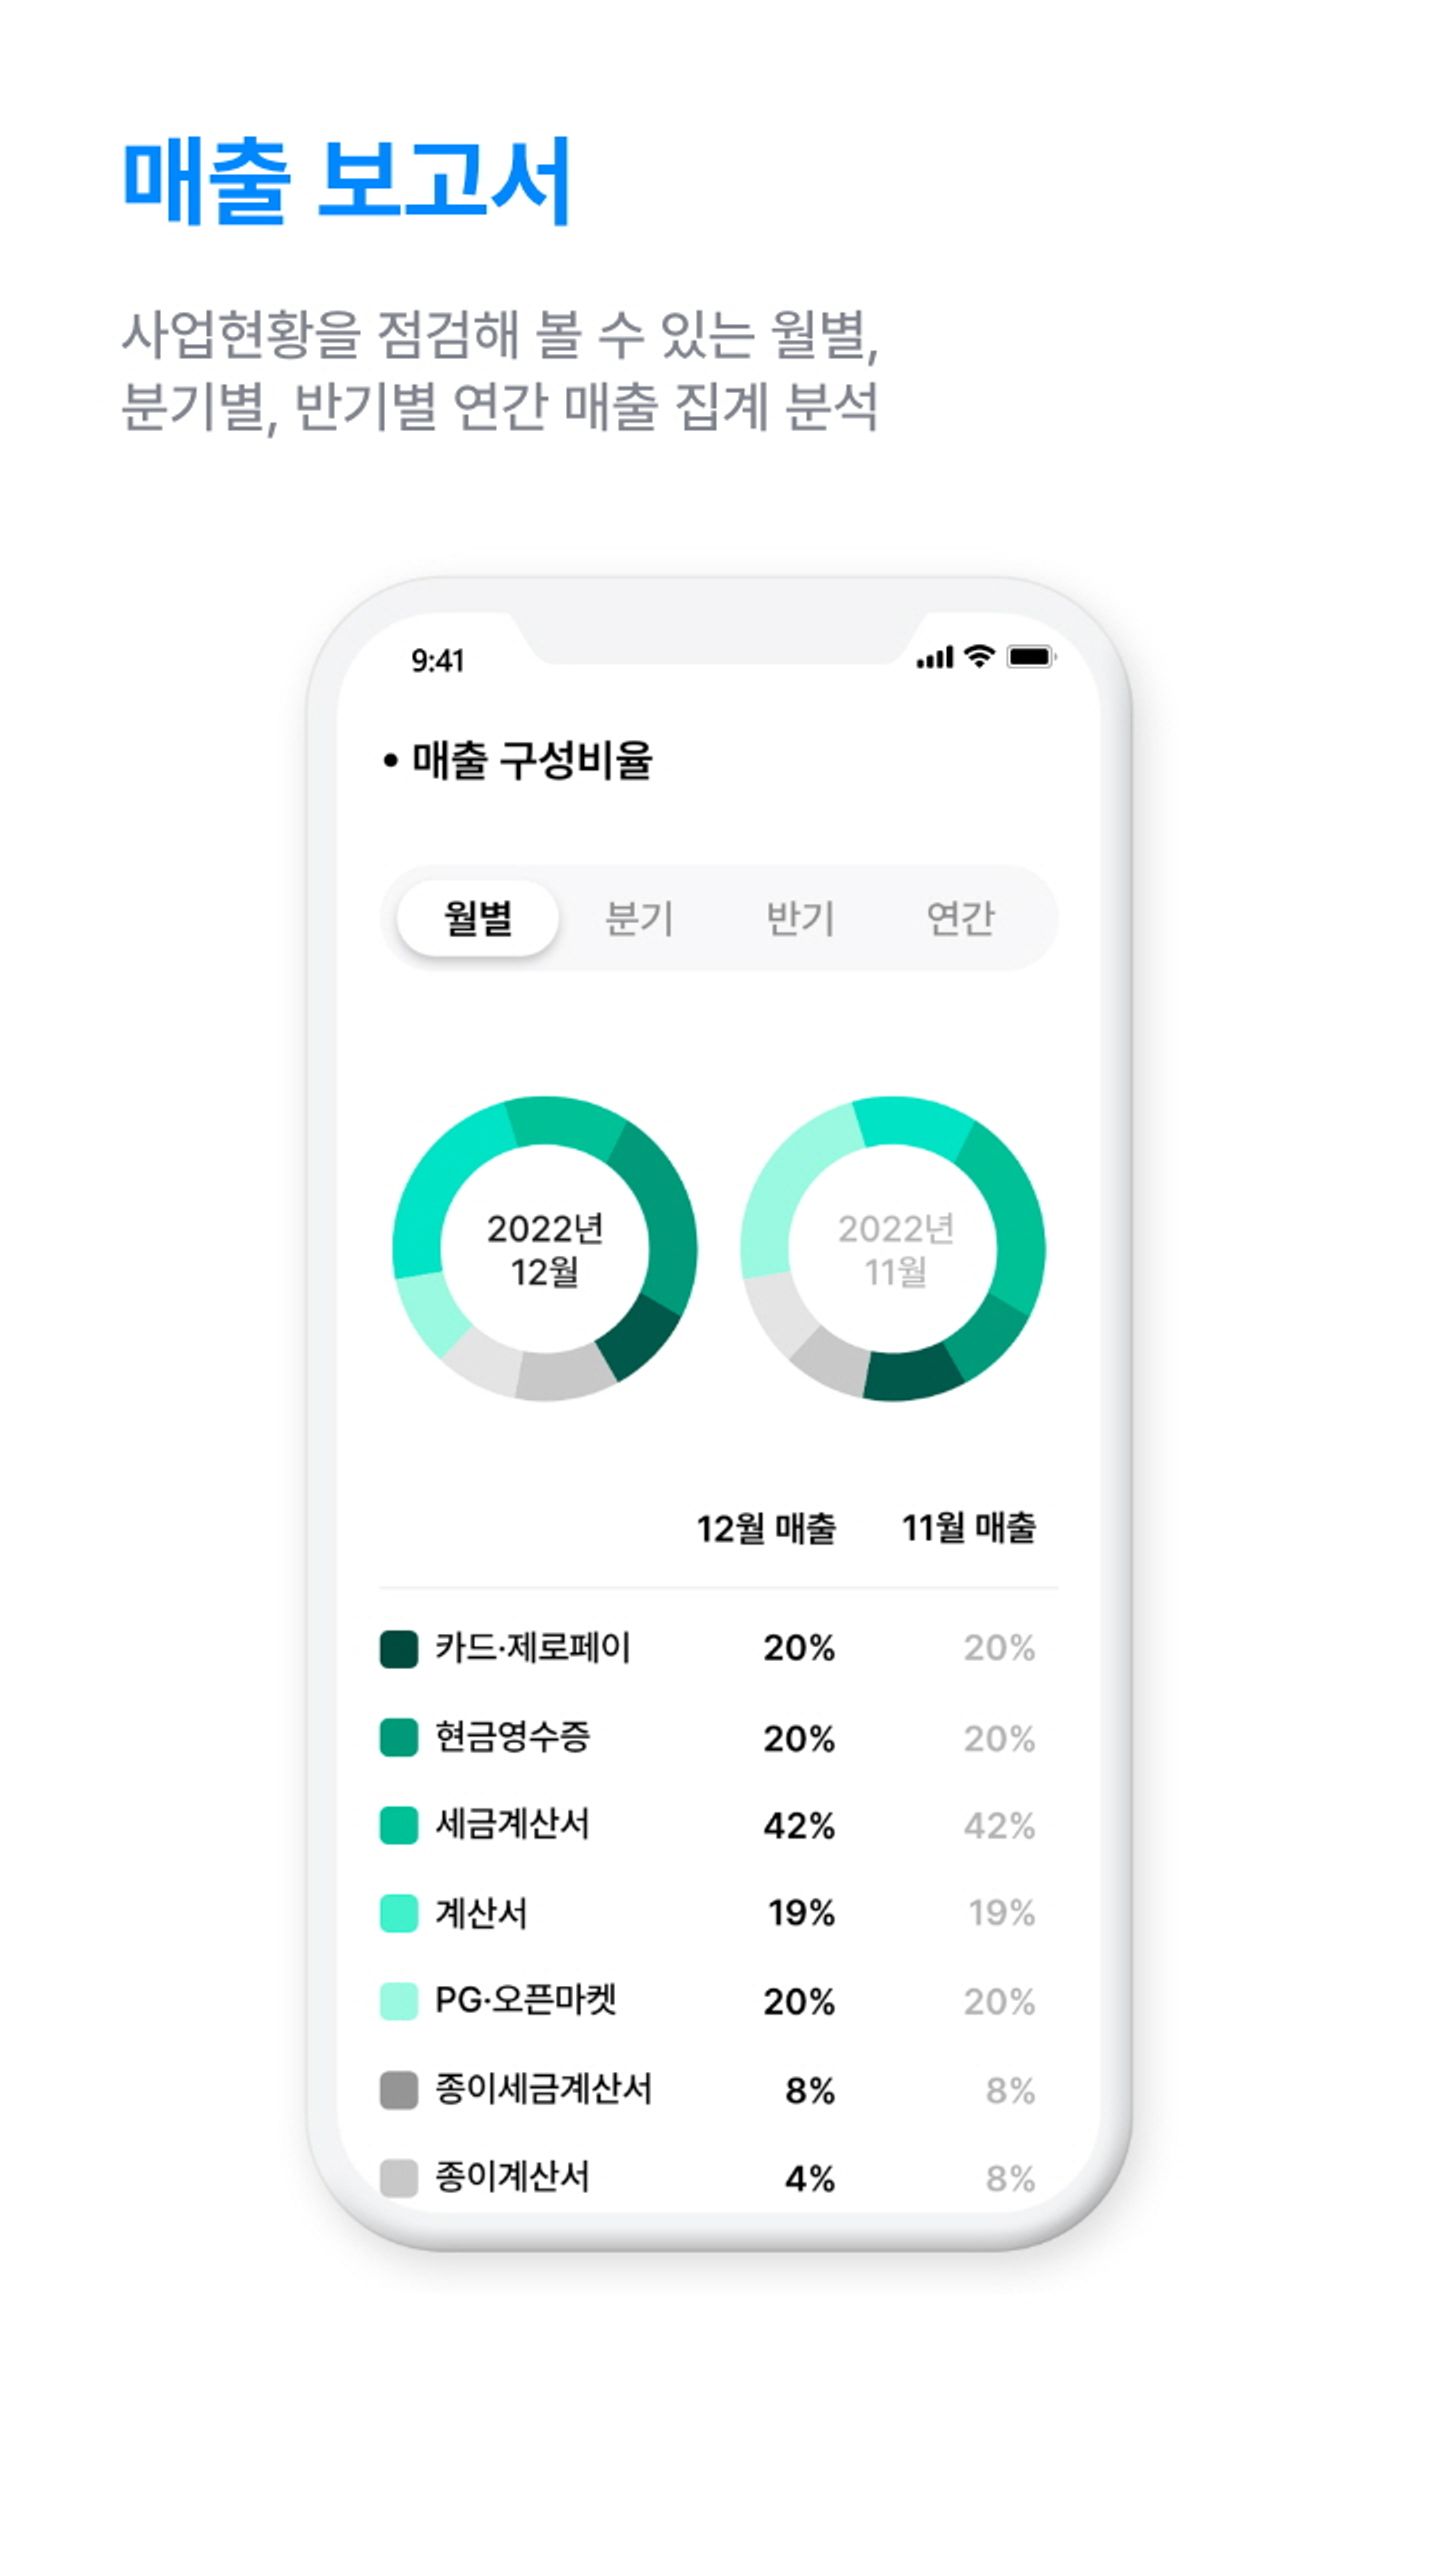 매출 보고서
사업현황을 점검해 볼 수 있는 월별,
분기별, 반기별 연간 매출 집계 분석
9:41
• 매출 구성비율
월별 분기 반기 연간
2022년
12월
2022년
11월
12월 매출 11월 매출
카드·제로페이 20% 20%
현금영수증 20% 20%
세금계산서 42% 42%
계산서 19% 19%
PG·오픈마켓 20% 20%
종이세금계산서 8% 8%
종이계산서 4% 8%